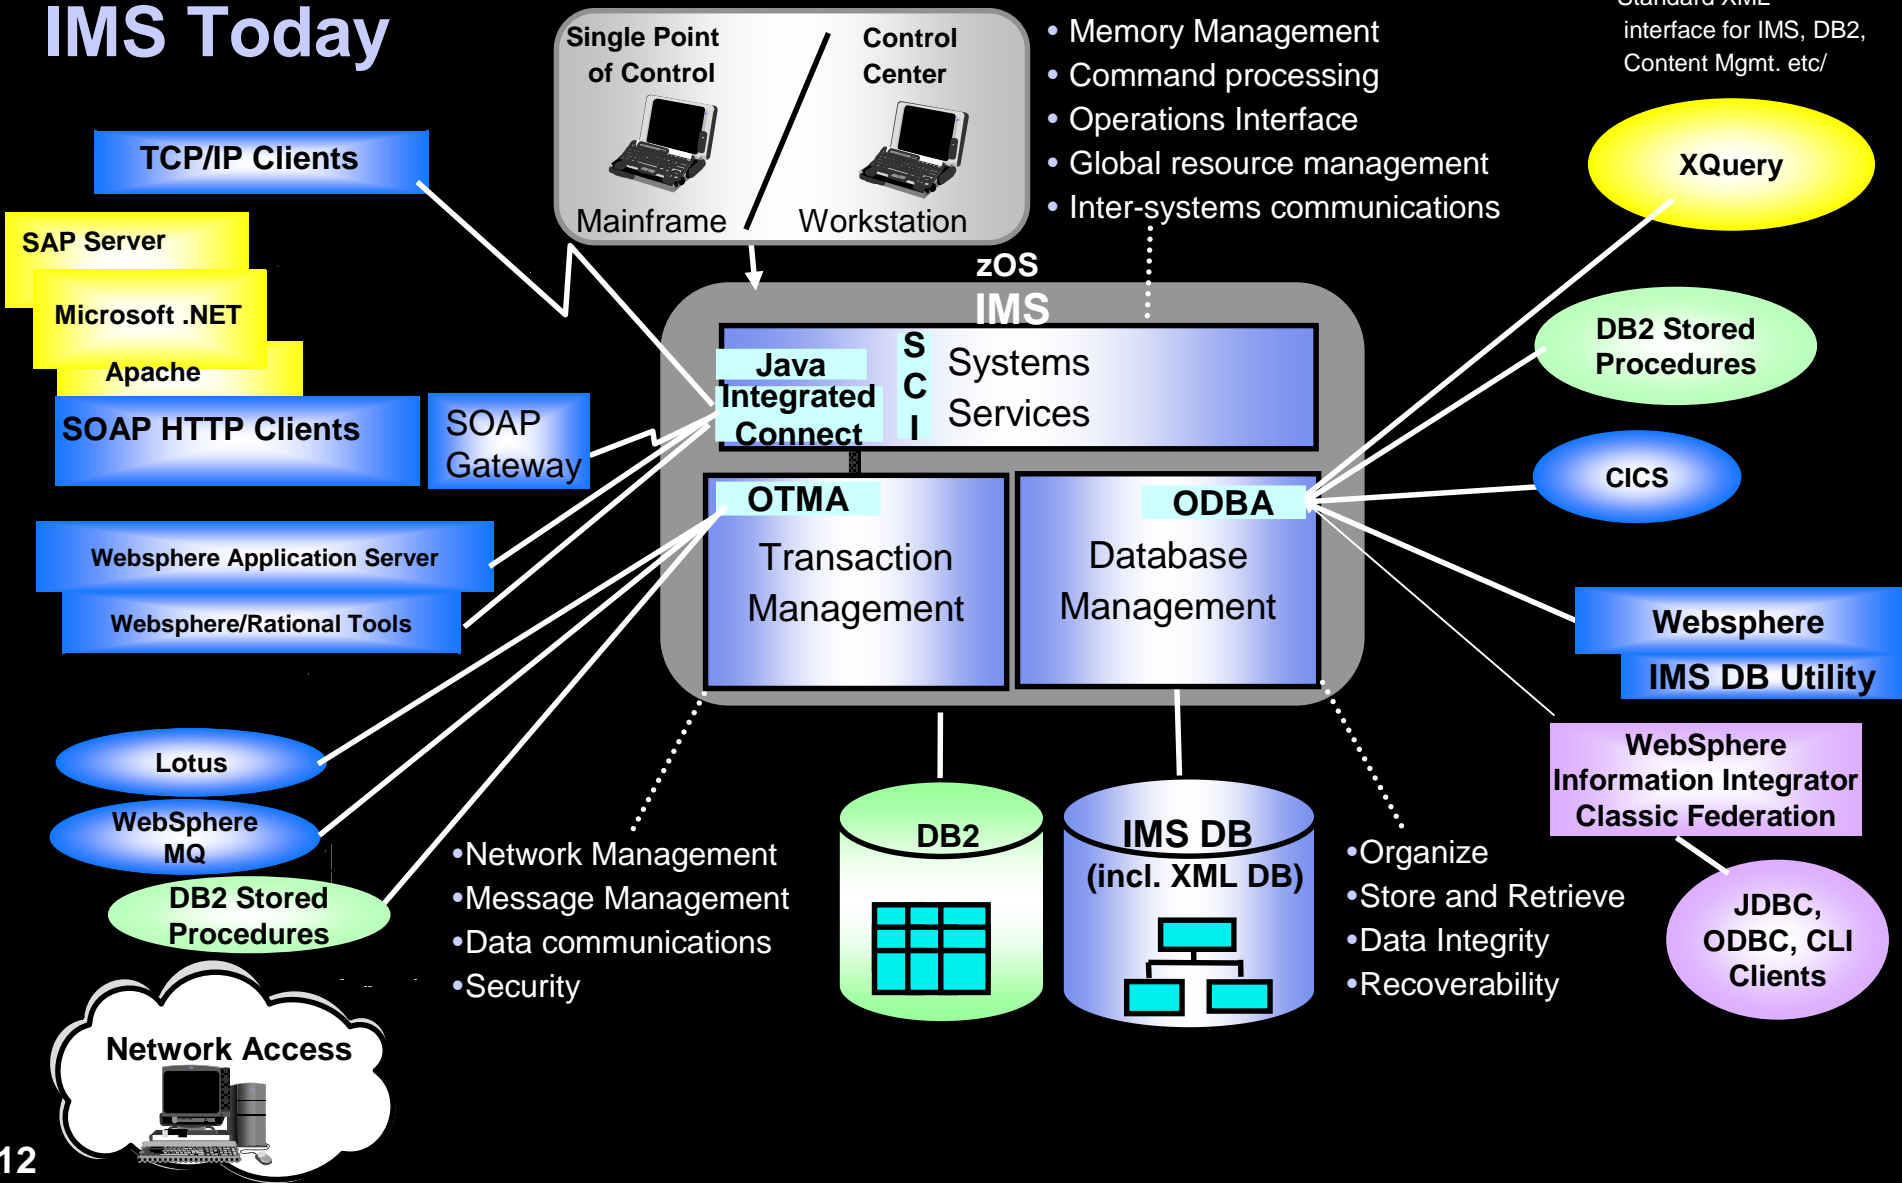 IMS Today
Single Point
of Control
Control
Center
Mainframe
Workstation
• Memory Management
• Command processing
• Operations Interface
• Global resource management
• Inter-systems communications
Standard XML
interface for IMS, DB2,
Content Mgmt. etc/
TCP/IP Clients
SAP Server
Microsoft .NET
Apache
SOAP HTTP Clients
SOAP
Gateway
Websphere Application Server
Websphere/Rational Tools
Lotus
WebSphere
MQ
DB2 Stored
Procedures
Network Access
zOS
IMS
Java
Integrated
Connect
S
C
I
Systems
Services
OTMA
Transaction
Management
ODBA
Database
Management
•Network Management
•Message Management
•Data communications
•Security
DB2
IMS DB
(incl. XML DB)
•Organize
•Store and Retrieve
•Data Integrity
•Recoverability
XQuery
DB2 Stored
Procedures
CICS
Websphere
IMS DB Utility
WebSphere
Information Integrator
Classic Federation
JDBC,
ODBC, CLI
Clients
12